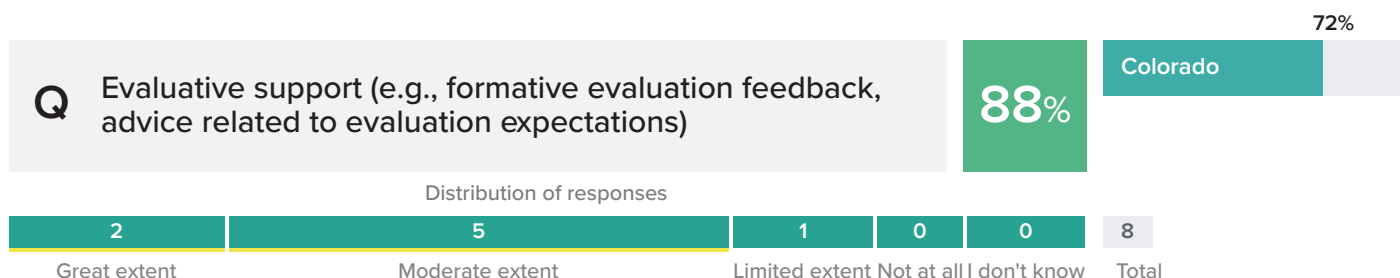 72%
Q Evaluative support (e.g., formative evaluation feedback,
advice related to evaluation expectations)
88%
Colorado
Distribution of responses
2 5 1 0 0 8
Great extent Moderate extent Limited extent Not at all I don't know Total